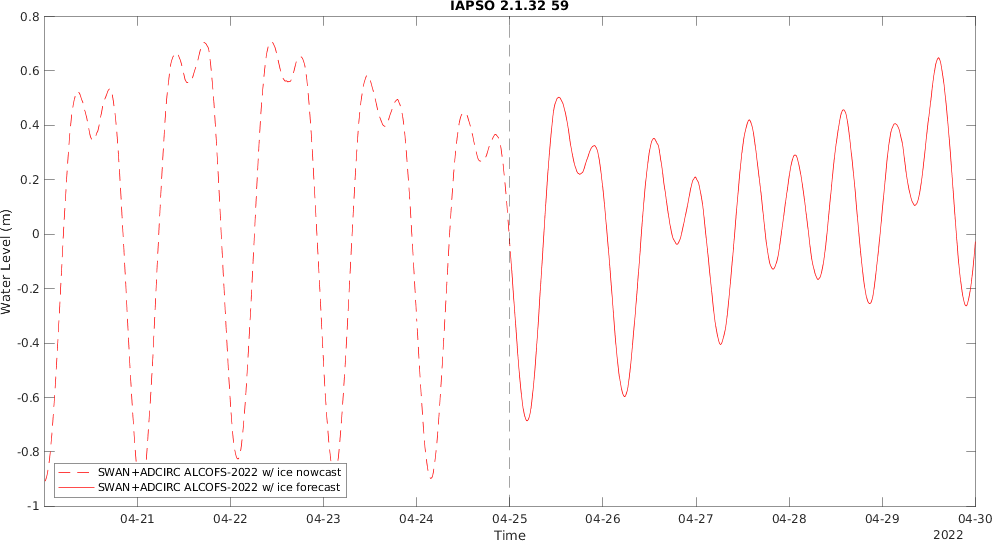 IAPSO 2.1.32 59
0.8
0.6
0.4
0.2
0
-0.2
-0.4
-0.6
-0.8
-1
Water Level (m)
SWAN+ADCIRC ALCOFS-2022 w/ ice nowcast
SWAN+ADCIRC ALCOFS-2022 w/ ice forecast
04-21 04-22 04-23 04-24 04-25 04-26 04-27 04-28 04-29 04-30
Time
2022